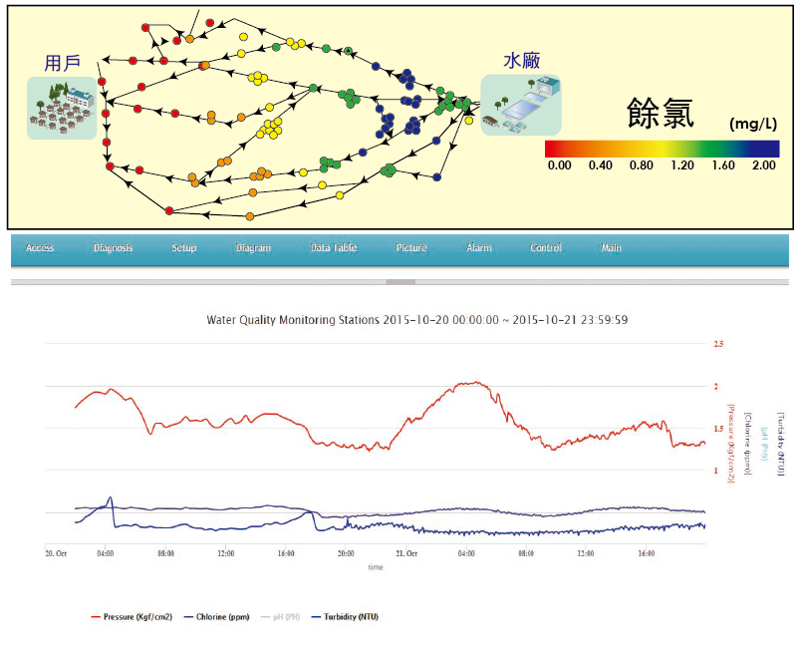 用戶
水廠
餘氯 (mg/L)
0.00 0.40 0.80 1.20 1.60 2.00
Access Diagnosis Setup Diagram Data Table Picture Alarm Control Main
Water Quality Monitoring Stations 2015-10-20 00:00:00 ~ 2015-10-21 23:59:59
2.5
2
1.5
1
[Pressure (Kgf/cm2)]
[Chlorine (ppm)]
[pH (PH)]
[Turbidity (NTU)]
20. Oct 04:00 08:00 12:00 16:00 20:00 21. Oct 04:00 08:00 12:00 16:00
time
Pressure (Kgf/cm2) Chlorine (ppm) pH (PH) Turbidity (NTU)